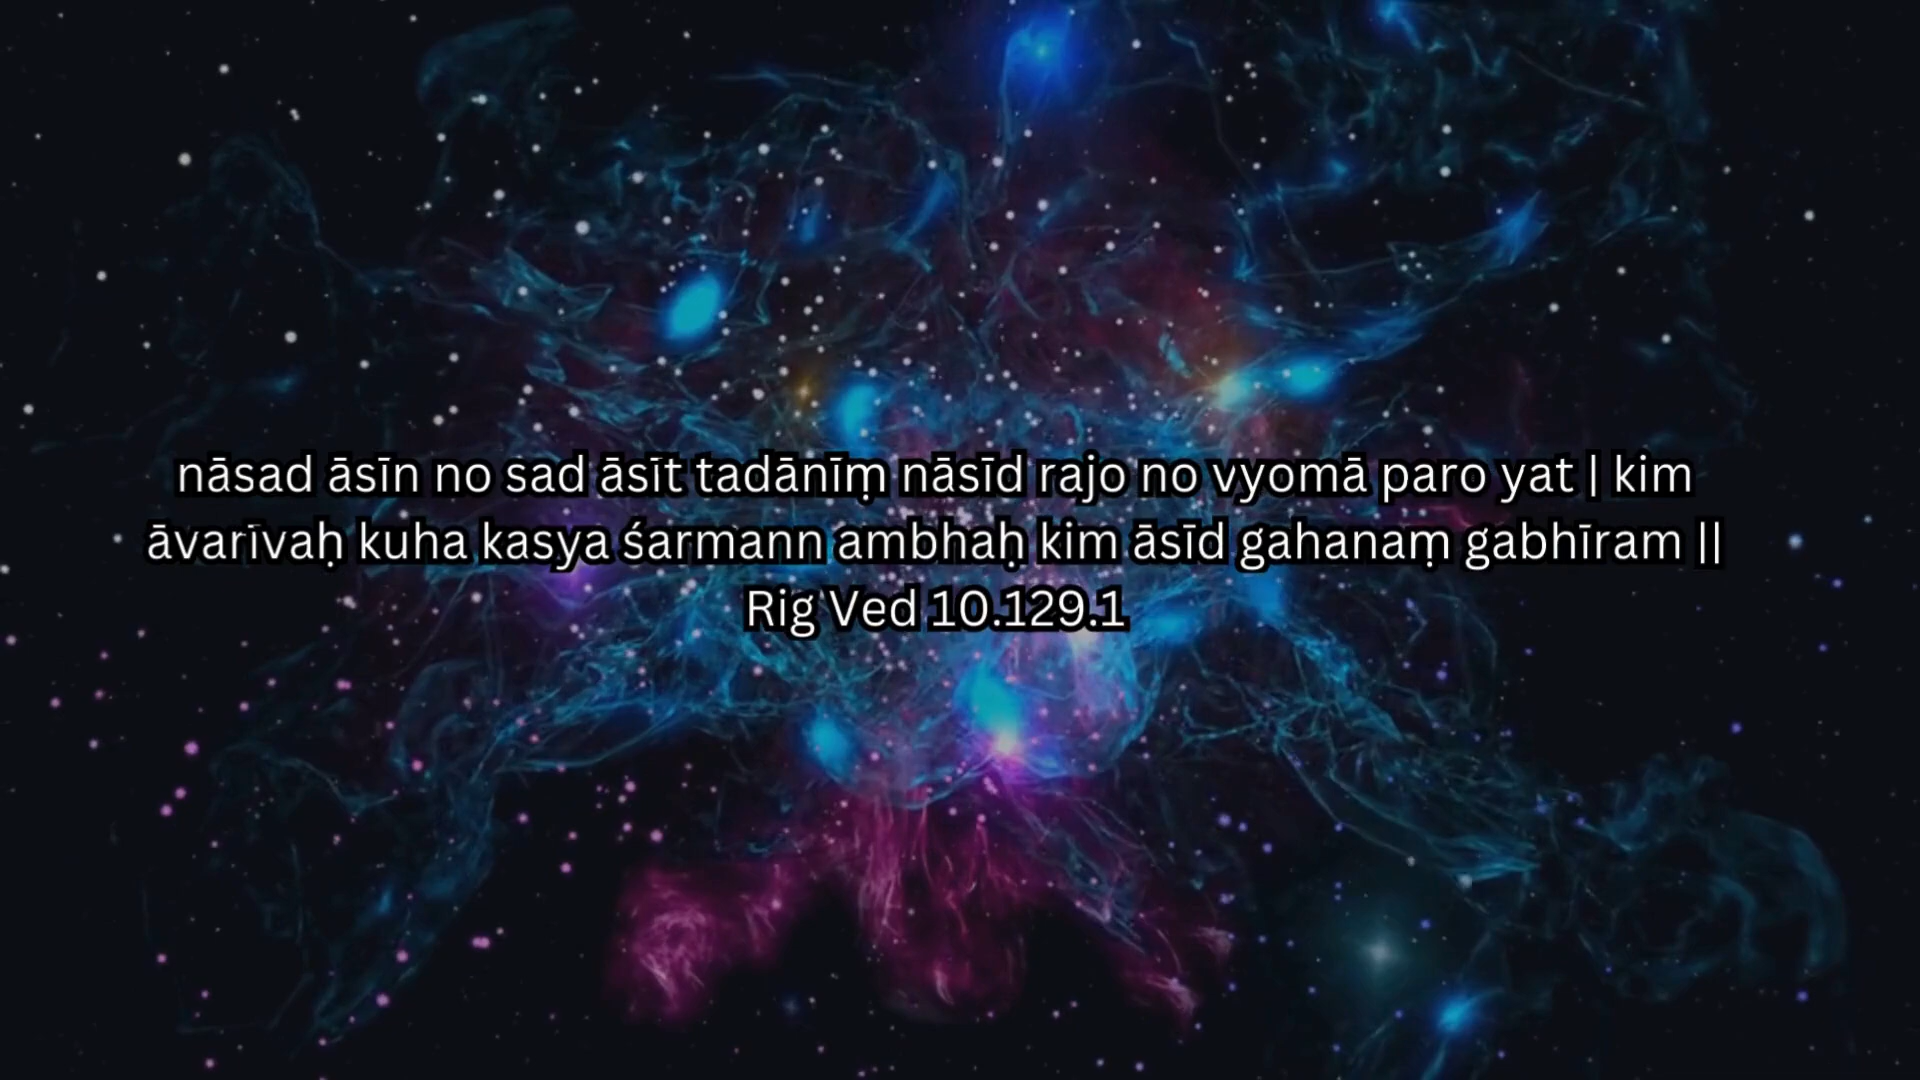 nāsad āsīn no sad āsīt tadānīṃ nāsīd rajo no vyomā paro yat | kim
āvarīvaḥ kuha kasya śarmann ambhaḥ kim āsīd gahanaṃ gabhīram ||
Rig Ved 10.129.1